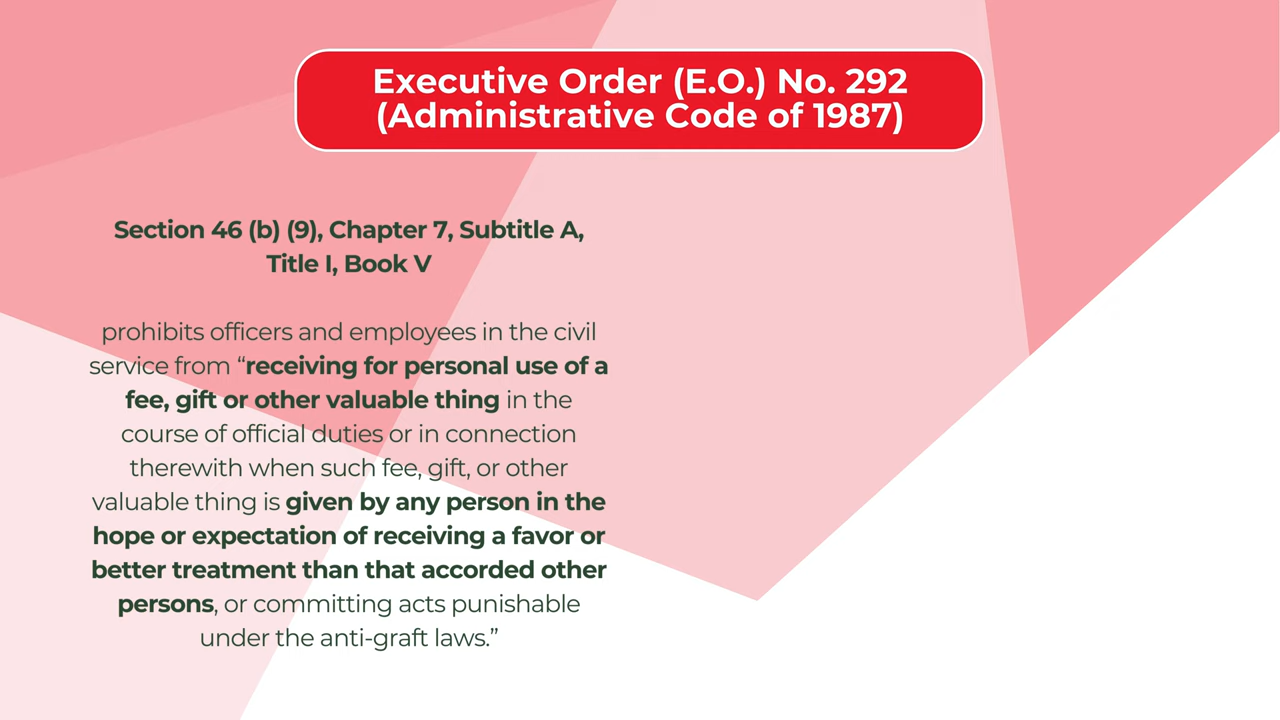 Executive Order (E.O.) No. 292
(Administrative Code of 1987)
Section 46 (b) (9), Chapter 7, Subtitle A,
Title I, Book V
prohibits officers and employees in the civil
service from “receiving for personal use of a
fee, gift or other valuable thing in the
course of official duties or in connection
therewith when such fee, gift, or other
valuable thing is given by any person in the
hope or expectation of receiving a favor or
better treatment than that accorded other
persons, or committing acts punishable
under the anti-graft laws.”